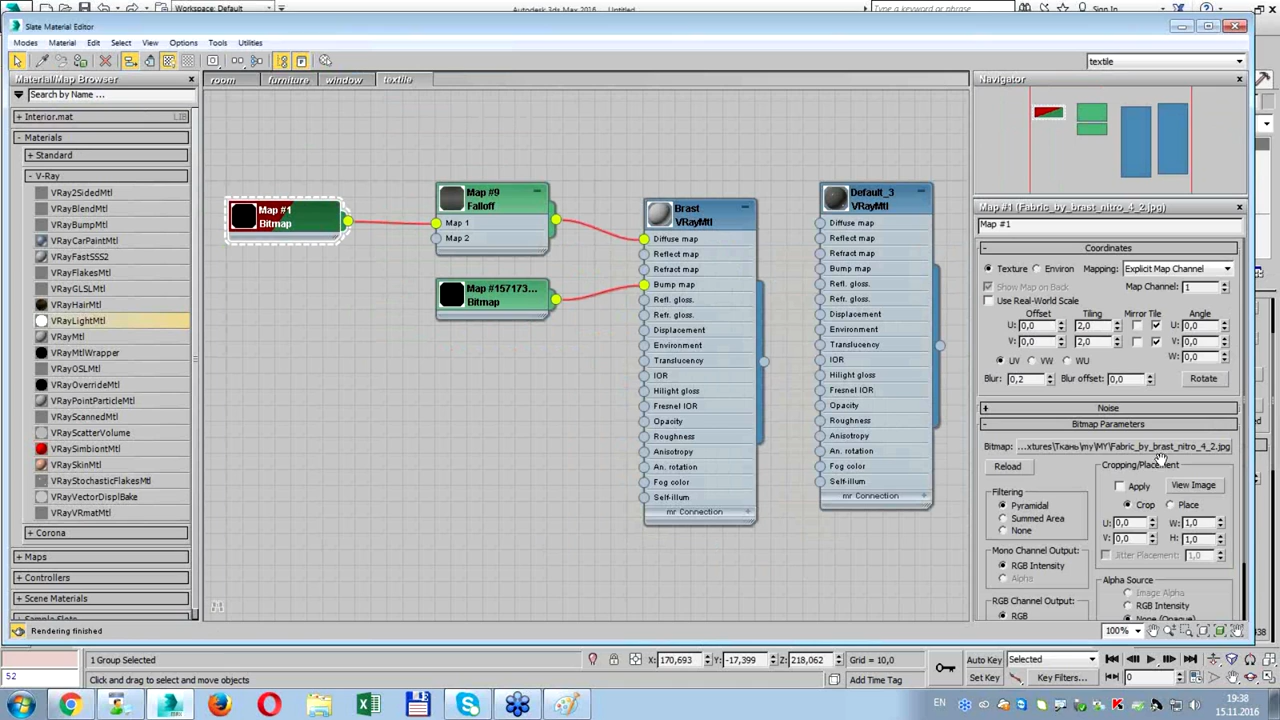 Workspace: Default
Autodesk 3ds Max 2016 Untitled
Type a keyword or phrase
Sign In
Slate Material Editor
Modes Material Edit Select View Options Tools Utilities
Material/Map Browser
Search by Name ...
+ Interior.mat LIB
- Materials
+ Standard
- V-Ray
VRay2SidedMtl
VRayBlendMtl
VRayBumpMtl
VRayCarPaintMtl
VRayFastSSS2
VRayFlakesMtl
VRayGLSLMtl
VRayHairMtl
VRayLightMtl
VRayMtl
VRayMtlWrapper
VRayOSLMtl
VRayOverrideMtl
VRayPointParticleMtl
VRayScannedMtl
VRayScatterVolume
VRaySimbiontMtl
VRaySkinMtl
VRayStochasticFlakesMtl
VRayVectorDisplBake
VRayVRmatMtl
+ Corona
+ Maps
+ Controllers
+ Scene Materials
+ Sample Slots
Rendering finished
room furniture window textile
Map #1
Bitmap
Map #9
Falloff
Map 1
Map 2
Map #157173...
Bitmap
Brast
VRayMtl
Diffuse map
Reflect map
Refract map
Bump map
Refl. gloss.
Refr. gloss.
Displacement
Environment
Translucency
IOR
Hilight gloss
Fresnel IOR
Opacity
Roughness
Anisotropy
An. rotation
Fog color
Self-illum
mr Connection +
Default_3
VRayMtl
Diffuse map
Reflect map
Refract map
Bump map
Refl. gloss.
Refr. gloss.
Displacement
Environment
Translucency
IOR
Hilight gloss
Fresnel IOR
Opacity
Roughness
Anisotropy
An. rotation
Fog color
Self-illum
mr Connection +
textile
Navigator
Map #1 (Fabric_by_brast_nitro_4_2.jpg)
Map #1
- Coordinates
Texture Environ Mapping: Explicit Map Channel
Show Map on Back Map Channel: 1
Use Real-World Scale
Offset Tiling Mirror Tile Angle
U: 0,0 2,0 U: 0,0
V: 0,0 2,0 V: 0,0
W: 0,0
UV VW WU
Blur: 0,2 Blur offset: 0,0 Rotate
+ Noise
- Bitmap Parameters
Bitmap: ...xtures\Ткань\my\MY\Fabric_by_brast_nitro_4_2.jpg
Reload
Cropping/Placement
Apply View Image
Crop Place
U: 0,0 W: 1,0
V: 0,0 H: 1,0
Jitter Placement: 1,0
Filtering
Pyramidal
Summed Area
None
Mono Channel Output:
RGB Intensity
Alpha
RGB Channel Output:
RGB
Alpha Source
Image Alpha
RGB Intensity
None (Opaque)
100%
52
1 Group Selected
X: 170,693 Y: -17,399 Z: 218,062 Grid = 10,0
Auto Key Selected
Click and drag to select and move objects
Add Time Tag
Set Key Key Filters... 0
EN
19:38
15.11.2016